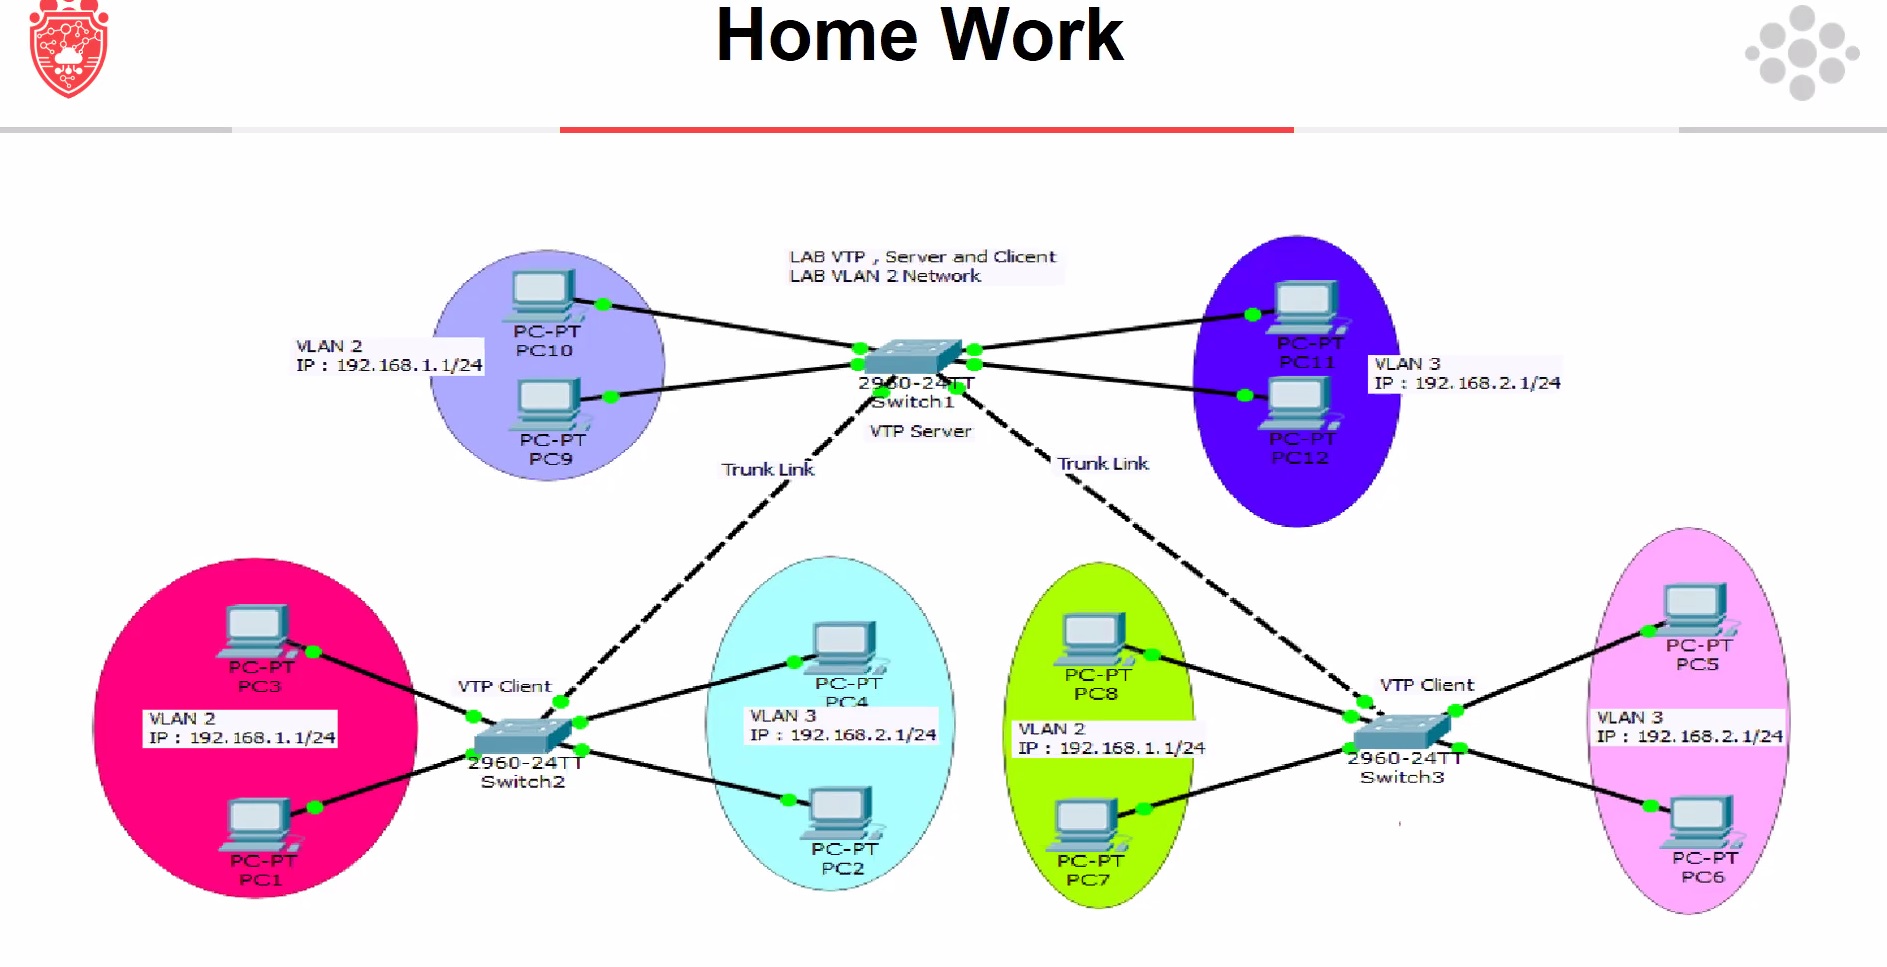 Home Work
LAB VTP , Server and Clicent
LAB VLAN 2 Network
PC-PT
PC10
VLAN 2
IP : 192.168.1.1/24
PC-PT
PC9
2960-24TT
Switch1
VTP Server
PC-PT
PC11
VLAN 3
IP : 192.168.2.1/24
PC-PT
PC12
Trunk Link
Trunk Link
PC-PT
PC3
VLAN 2
IP : 192.168.1.1/24
PC-PT
PC1
VTP Client
2960-24TT
Switch2
PC-PT
PC4
VLAN 3
IP : 192.168.2.1/24
PC-PT
PC2
PC-PT
PC8
VLAN 2
IP : 192.168.1.1/24
PC-PT
PC7
VTP Client
2960-24TT
Switch3
PC-PT
PC5
VLAN 3
IP : 192.168.2.1/24
PC-PT
PC6